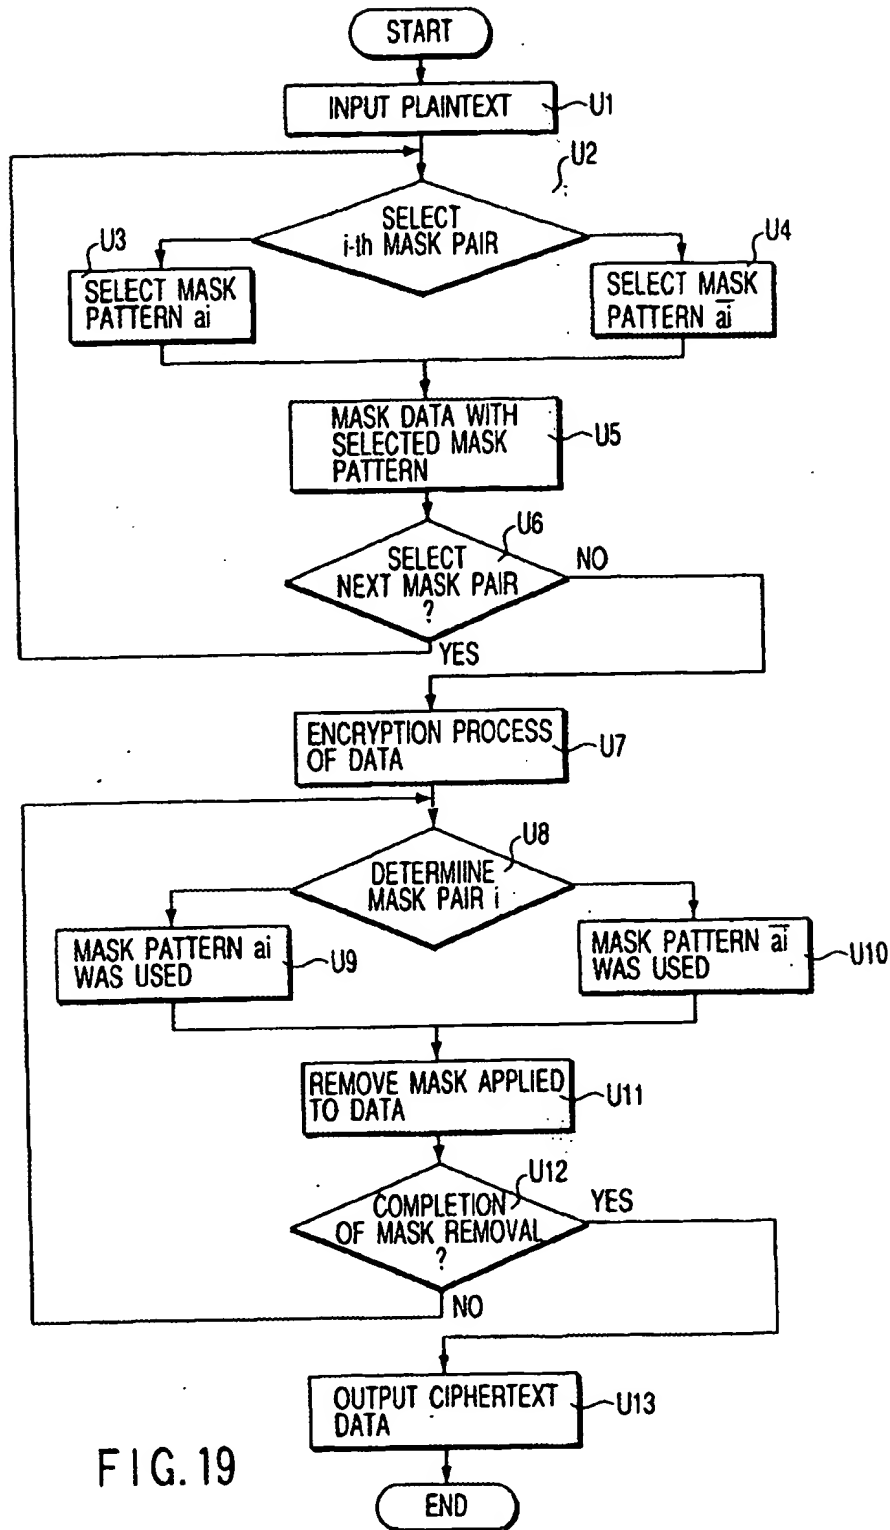 START
INPUT PLAINTEXT
U1
U2
SELECT
i-th MASK PAIR
U3
SELECT MASK
PATTERN ai
U4
SELECT MASK
PATTERN a̅i̅
MASK DATA WITH
SELECTED MASK
PATTERN
U5
U6
SELECT
NEXT MASK PAIR
?
NO
YES
ENCRYPTION PROCESS
OF DATA
U7
U8
DETERMIINE
MASK PAIR i
MASK PATTERN ai
WAS USED
U9
MASK PATTERN a̅i̅
WAS USED
U10
REMOVE MASK APPLIED
TO DATA
U11
U12
COMPLETION
OF MASK REMOVAL
?
YES
NO
OUTPUT CIPHERTEXT
DATA
U13
FIG.19
END